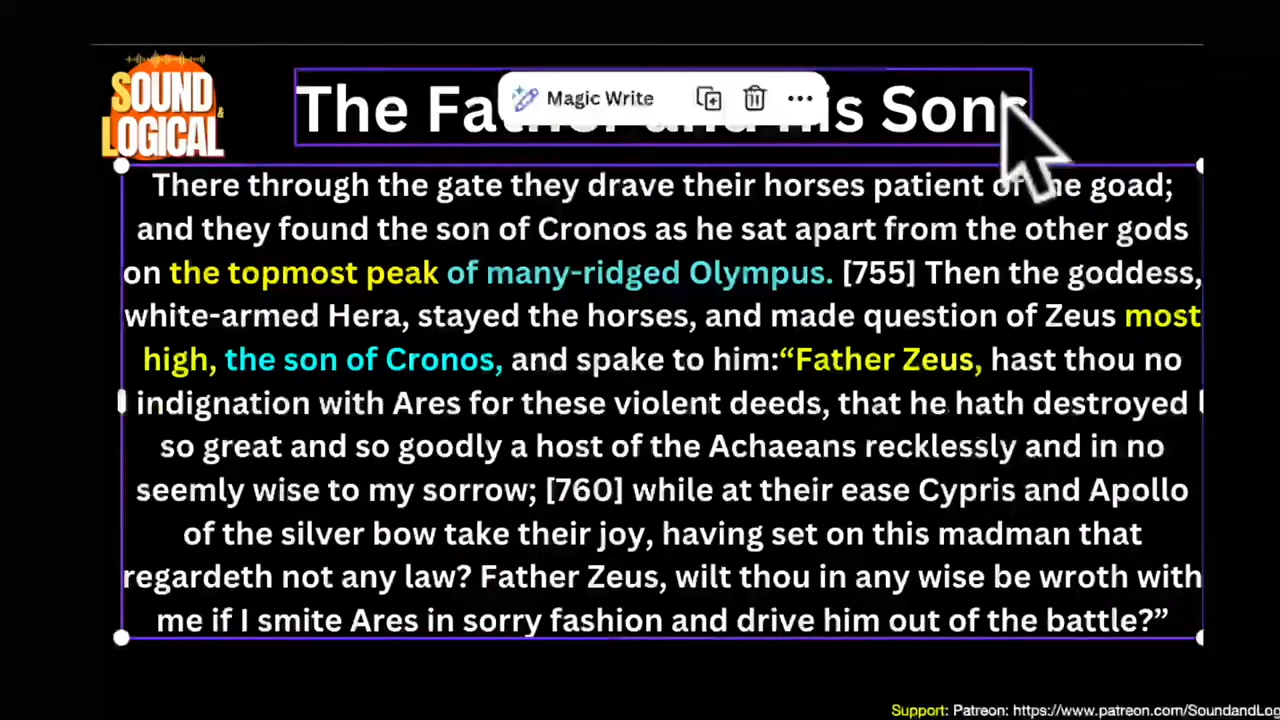 SOUND &
LOGICAL
The Father and His Sons
Magic Write
There through the gate they drave their horses patient of the goad;
and they found the son of Cronos as he sat apart from the other gods
on the topmost peak of many-ridged Olympus. [755] Then the goddess,
white-armed Hera, stayed the horses, and made question of Zeus most
high, the son of Cronos, and spake to him:“Father Zeus, hast thou no
indignation with Ares for these violent deeds, that he hath destroyed
so great and so goodly a host of the Achaeans recklessly and in no
seemly wise to my sorrow; [760] while at their ease Cypris and Apollo
of the silver bow take their joy, having set on this madman that
regardeth not any law? Father Zeus, wilt thou in any wise be wroth with
me if I smite Ares in sorry fashion and drive him out of the battle?”
Support: Patreon: https://www.patreon.com/SoundandLog